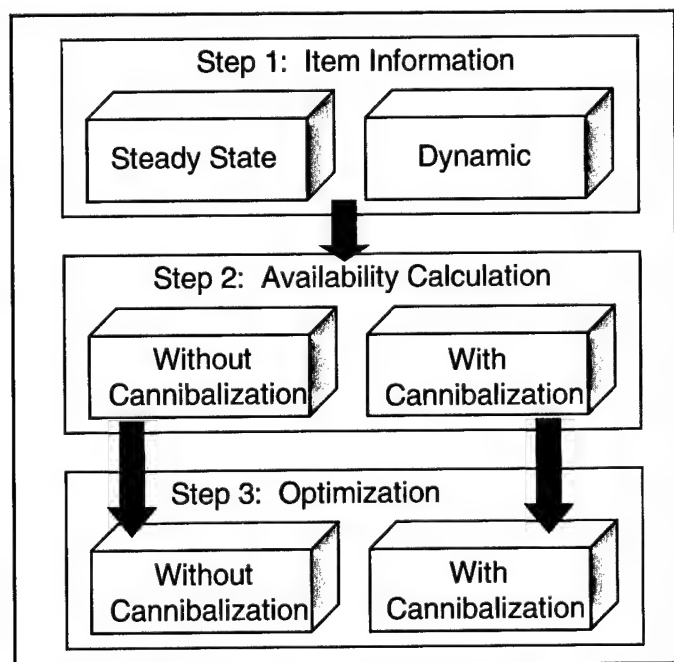 Step 1: Item Information
Steady State
Dynamic
Step 2: Availability Calculation
Without
Cannibalization
With
Cannibalization
Step 3: Optimization
Without
Cannibalization
With
Cannibalization